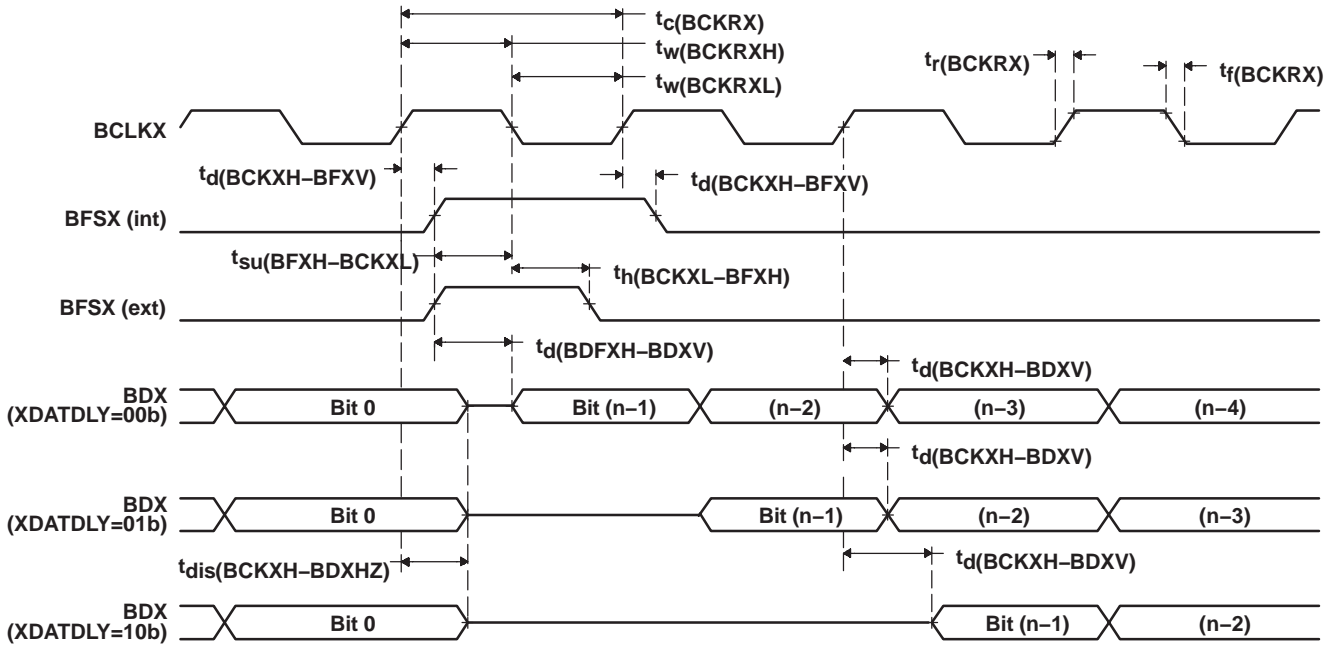 tc(BCKRX)
tw(BCKRXH)
tw(BCKRXL)
tr(BCKRX)
tf(BCKRX)
BCLKX
td(BCKXH–BFXV)
td(BCKXH–BFXV)
BFSX (int)
tsu(BFXH–BCKXL)
th(BCKXL–BFXH)
BFSX (ext)
td(BDFXH–BDXV)
td(BCKXH–BDXV)
BDX
(XDATDLY=00b)
Bit 0
Bit (n–1)
(n–2)
(n–3)
(n–4)
td(BCKXH–BDXV)
BDX
(XDATDLY=01b)
Bit 0
Bit (n–1)
(n–2)
(n–3)
tdis(BCKXH–BDXHZ)
td(BCKXH–BDXV)
BDX
(XDATDLY=10b)
Bit 0
Bit (n–1)
(n–2)